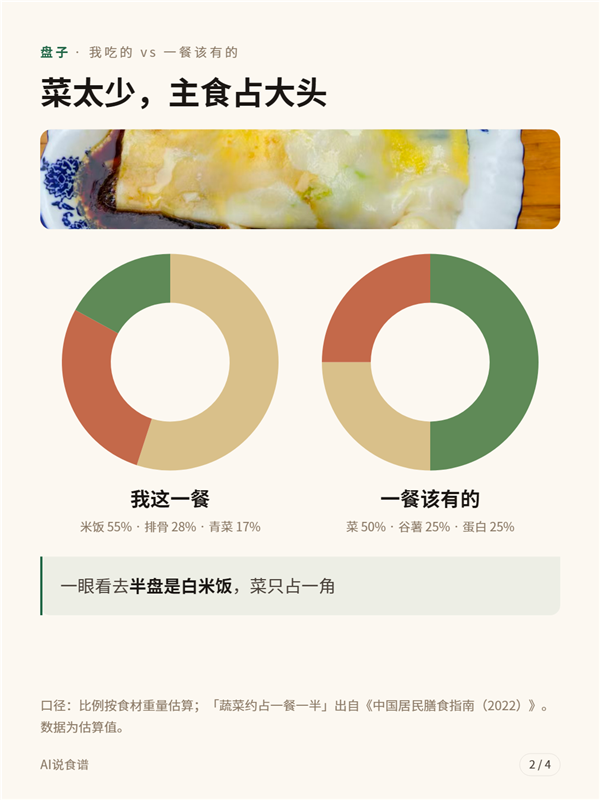 盘子 · 我吃的 vs 一餐该有的
菜太少，主食占大头
我这一餐
米饭 55% · 排骨 28% · 青菜 17%
一餐该有的
菜 50% · 谷薯 25% · 蛋白 25%
一眼看去半盘是白米饭，菜只占一角
口径：比例按食材重量估算；「蔬菜约占一餐一半」出自《中国居民膳食指南（2022）》。
数据为估算值。
AI说食谱
2 / 4